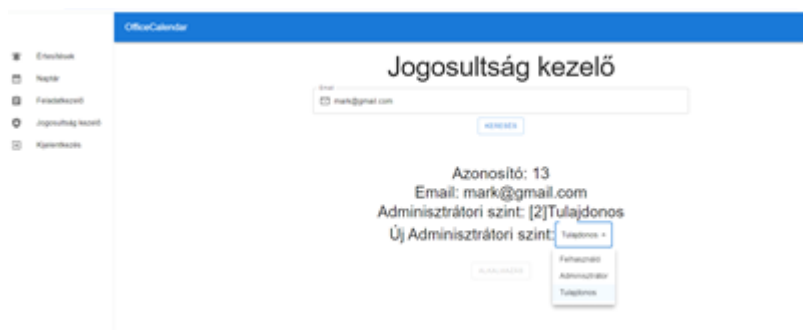 OfficeCalendar
Értesítések
Naptár
Feladatkezelő
Jogosultság kezelő
Kijelentkezés
Jogosultság kezelő
Email
mark@gmail.com
KERESÉS
Azonosító: 13
Email: mark@gmail.com
Adminisztrátori szint: [2]Tulajdonos
Új Adminisztrátori szint: Tulajdonos
Felhasználó
Adminisztrátor
Tulajdonos
ALKALMAZÁS